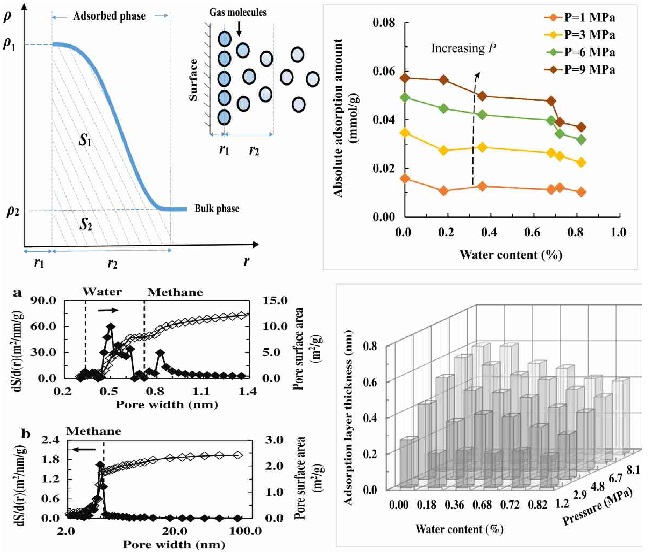 ρ
Adsorbed phase
ρ1
S1
S2
ρ2
Bulk phase
r1
r2
r
Gas molecules
Surface
r1
r2
Absolute adsorption amount
(mmol/g)
0.08
0.06
0.04
0.02
0.00
0.0 0.2 0.4 0.6 0.8 1.0
Water content (%)
Increasing P
P=1 MPa
P=3 MPa
P=6 MPa
P=9 MPa
a
Water
Methane
dS/d(r)(m²/nm/g)
90.0
60.0
30.0
0.0
15.0
10.0
5.0
0.0
Pore surface area
(m²/g)
0.2 0.5 0.8 1.1 1.4
Pore width (nm)
b
Methane
dS/d(r)(m²/nm/g)
2.4
1.8
1.2
0.6
0.0
3.0
2.0
1.0
0.0
Pore surface area
(m²/g)
2.0 20.0 100.0
Pore width (nm)
Adsorption layer thickness (nm)
0.8
0.6
0.4
0.2
0.0
0.00 0.18 0.36 0.68 0.72 0.82
Water content (%)
1.2
2.9
4.8
6.7
8.1
Pressure (MPa)